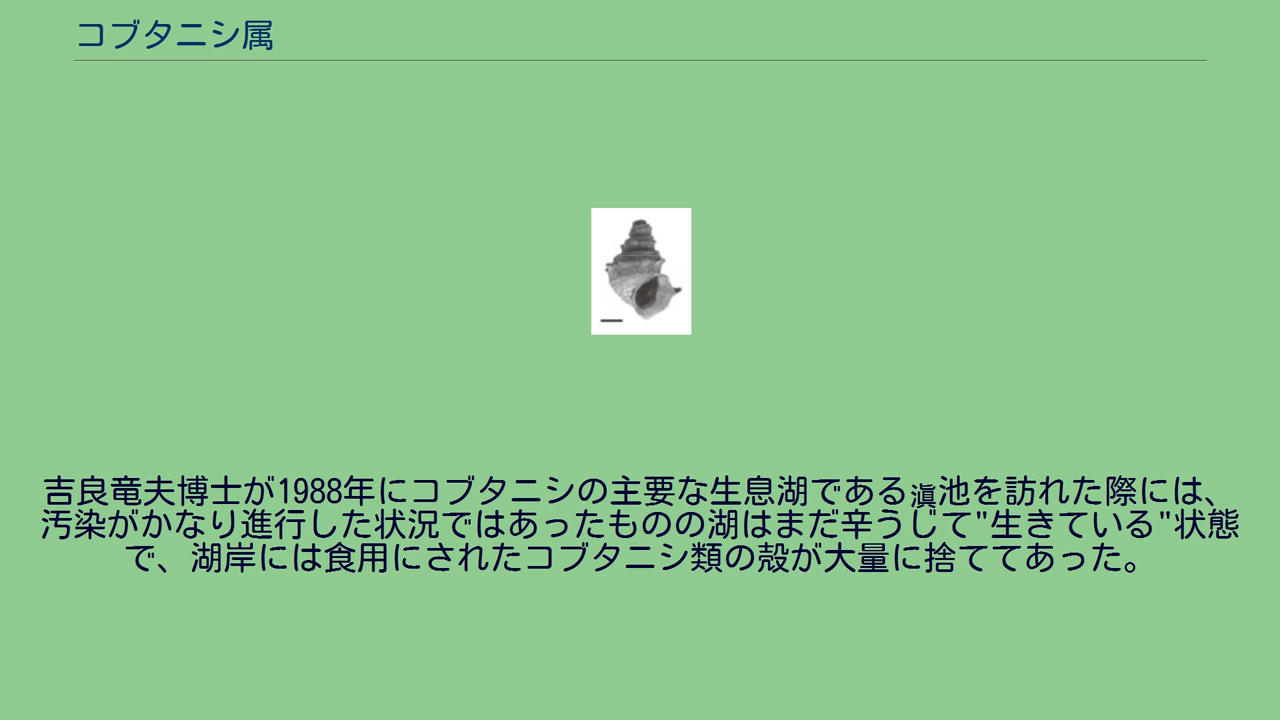 コブタニシ属
吉良竜夫博士が1988年にコブタニシの主要な生息湖である滇池を訪れた際には、
汚染がかなり進行した状況ではあったものの湖はまだ辛うじて"生きている"状態
で、湖岸には食用にされたコブタニシ類の殻が大量に捨ててあった。